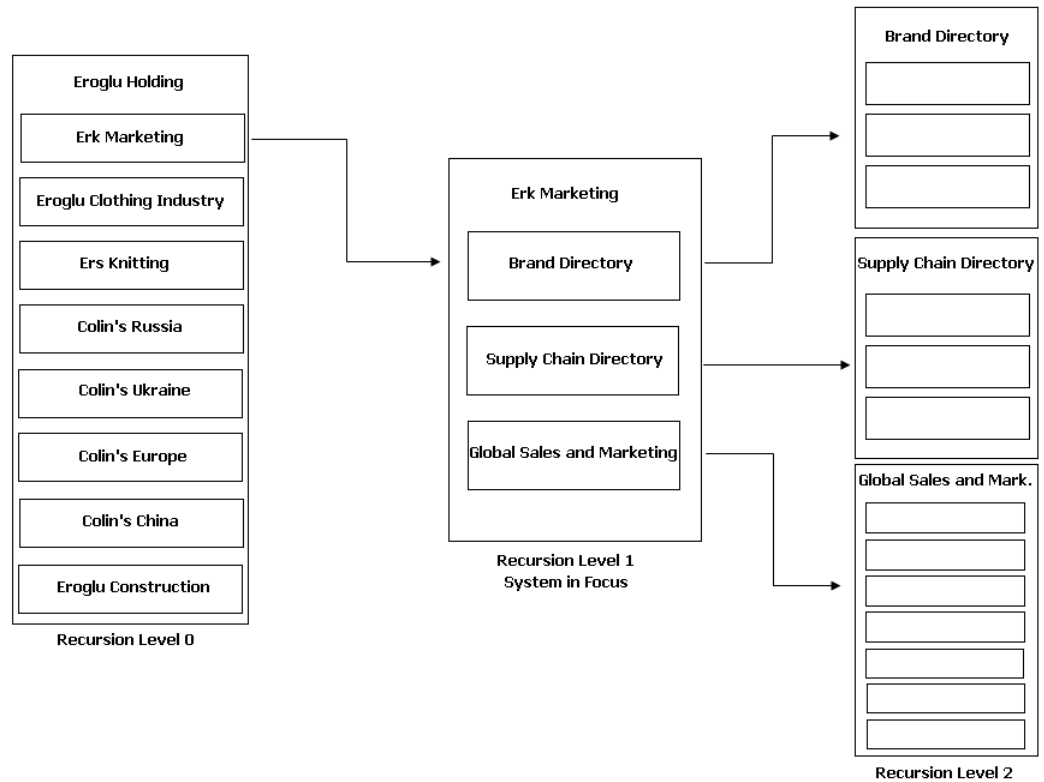 Eroglu Holding
Erk Marketing
Eroglu Clothing Industry
Ers Knitting
Colin's Russia
Colin's Ukraine
Colin's Europe
Colin's China
Eroglu Construction
Recursion Level 0
Erk Marketing
Brand Directory
Supply Chain Directory
Global Sales and Marketing
Recursion Level 1
System in Focus
Brand Directory
Supply Chain Directory
Global Sales and Mark.
Recursion Level 2